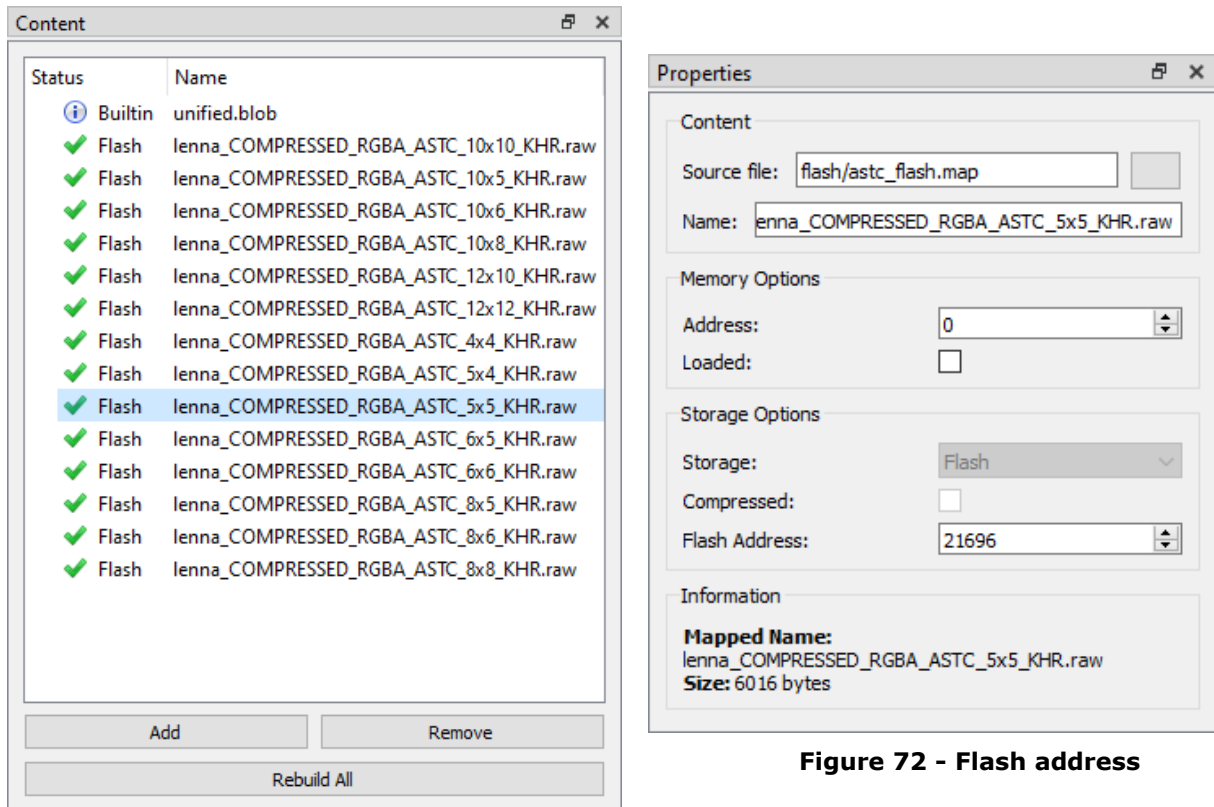 Content
Status Name
Builtin unified.blob
Flash lenna_COMPRESSED_RGBA_ASTC_10x10_KHR.raw
Flash lenna_COMPRESSED_RGBA_ASTC_10x5_KHR.raw
Flash lenna_COMPRESSED_RGBA_ASTC_10x6_KHR.raw
Flash lenna_COMPRESSED_RGBA_ASTC_10x8_KHR.raw
Flash lenna_COMPRESSED_RGBA_ASTC_12x10_KHR.raw
Flash lenna_COMPRESSED_RGBA_ASTC_12x12_KHR.raw
Flash lenna_COMPRESSED_RGBA_ASTC_4x4_KHR.raw
Flash lenna_COMPRESSED_RGBA_ASTC_5x4_KHR.raw
Flash lenna_COMPRESSED_RGBA_ASTC_5x5_KHR.raw
Flash lenna_COMPRESSED_RGBA_ASTC_6x5_KHR.raw
Flash lenna_COMPRESSED_RGBA_ASTC_6x6_KHR.raw
Flash lenna_COMPRESSED_RGBA_ASTC_8x5_KHR.raw
Flash lenna_COMPRESSED_RGBA_ASTC_8x6_KHR.raw
Flash lenna_COMPRESSED_RGBA_ASTC_8x8_KHR.raw
Add Remove
Rebuild All
Properties
Content
Source file: flash/astc_flash.map
Name: enna_COMPRESSED_RGBA_ASTC_5x5_KHR.raw
Memory Options
Address: 0
Loaded:
Storage Options
Storage: Flash
Compressed:
Flash Address: 21696
Information
Mapped Name:
lenna_COMPRESSED_RGBA_ASTC_5x5_KHR.raw
Size: 6016 bytes
Figure 72 - Flash address